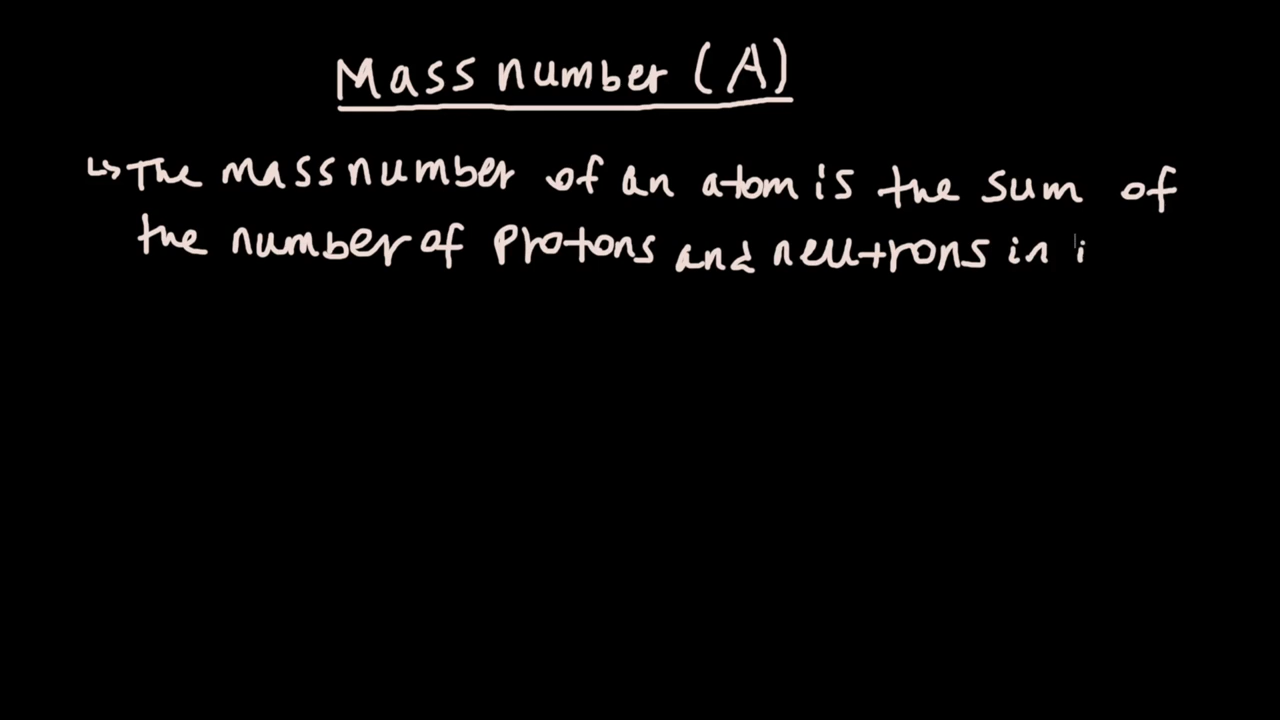 Mass number (A)
↳ The mass number of an atom is the sum of
the number of protons and neutrons in i